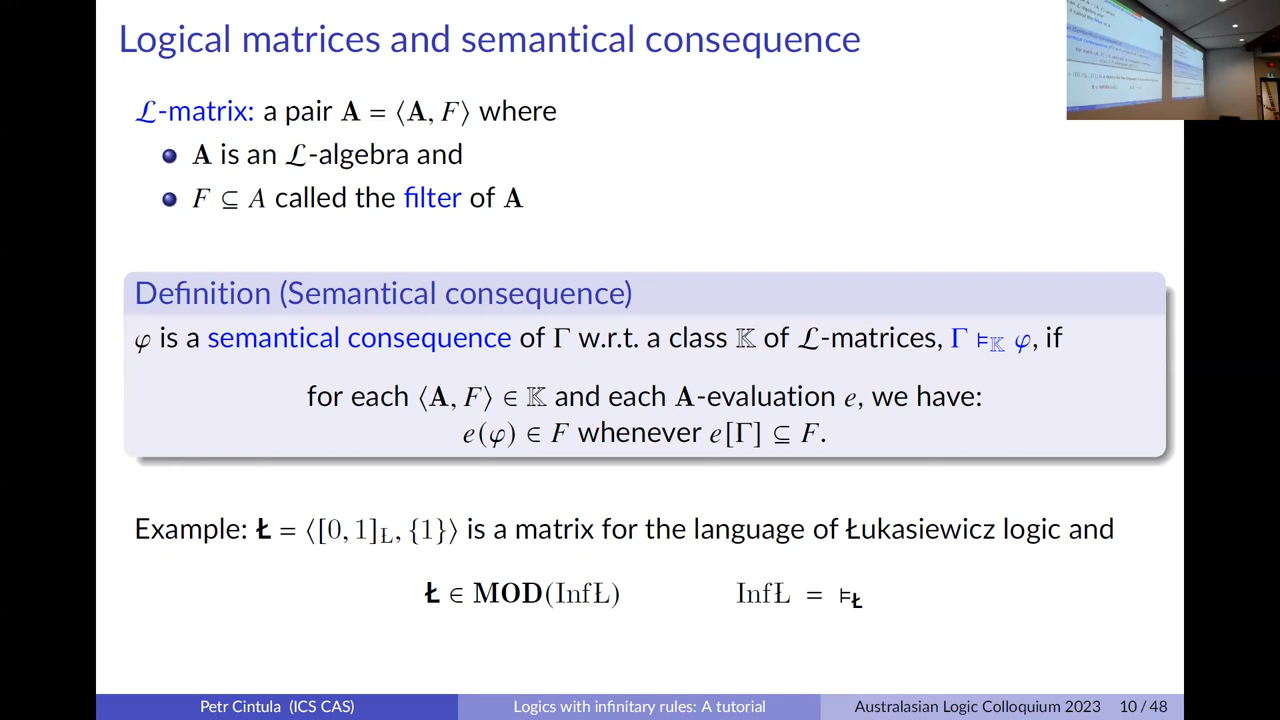 Logical matrices and semantical consequence
ℒ-matrix: a pair 𝐀 = ⟨𝐀, F⟩ where
𝐀 is an ℒ-algebra and
F ⊆ A called the filter of 𝐀
Definition (Semantical consequence)
φ is a semantical consequence of Γ w.r.t. a class 𝕂 of ℒ-matrices, Γ ⊨𝕂 φ, if
for each ⟨𝐀, F⟩ ∈ 𝕂 and each 𝐀-evaluation e, we have:
e(φ) ∈ F whenever e[Γ] ⊆ F.
Example: Ł = ⟨[0, 1]Ł, {1}⟩ is a matrix for the language of Łukasiewicz logic and
Ł ∈ MOD(InfŁ) InfŁ = ⊨Ł
Petr Cintula (ICS CAS) Logics with infinitary rules: A tutorial Australasian Logic Colloquium 2023 10 / 48